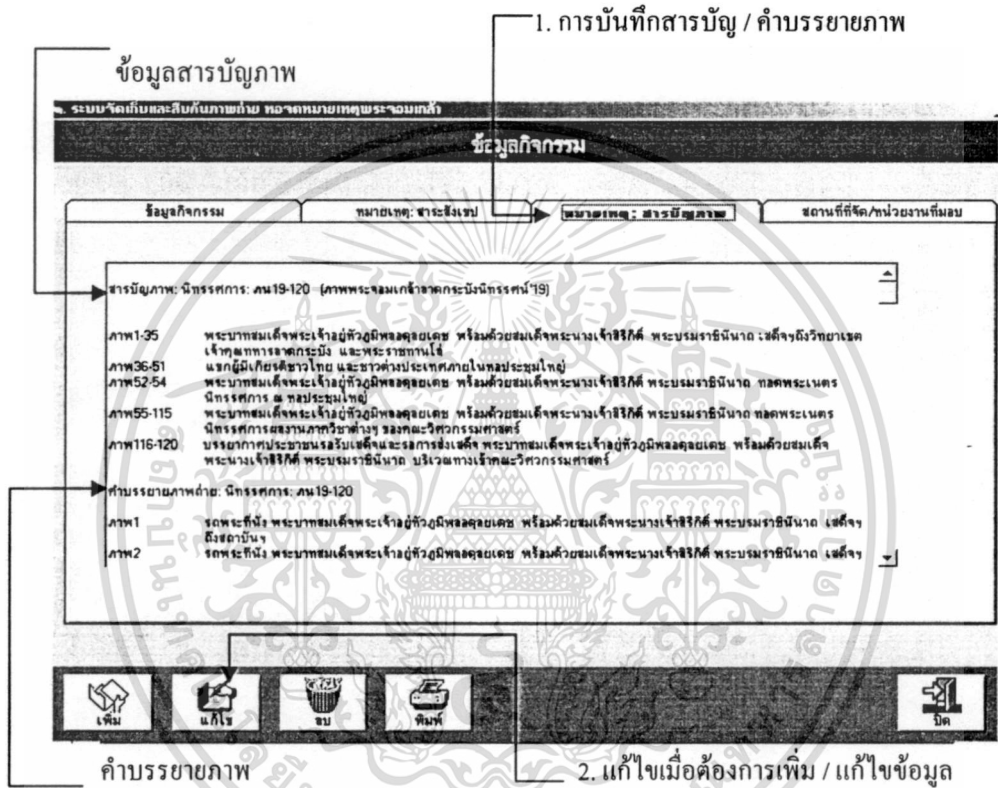 1. การบันทึกสารบัญ / คำบรรยายภาพ
ข้อมูลสารบัญภาพ
ระบบจัดเก็บและสืบค้นภาพถ่าย หอจดหมายเหตุพระจอมเกล้า
ข้อมูลกิจกรรม
ข้อมูลกิจกรรม
หมายเหตุ: สาระสังเขป
หมายเหตุ: สารบัญภาพ
สถานที่ที่จัด/หน่วยงานที่มอบ
สารบัญภาพ: นิทรรศการ: ภน19-120 (ภาพพระจอมเกล้าลาดกระบังนิทรรศน์'19)
ภาพ1-35 พระบาทสมเด็จพระเจ้าอยู่หัวภูมิพลอดุลยเดช พร้อมด้วยสมเด็จพระนางเจ้าสิริกิติ์ พระบรมราชินีนาถ เสด็จฯถึงวิทยาเขต
เจ้าคุณทหารลาดกระบัง และพระราชทานโล่
ภาพ36-51 แขกผู้มีเกียรติชาวไทย และชาวต่างประเทศภายในหอประชุมใหญ่
ภาพ52-54 พระบาทสมเด็จพระเจ้าอยู่หัวภูมิพลอดุลยเดช พร้อมด้วยสมเด็จพระนางเจ้าสิริกิติ์ พระบรมราชินีนาถ ทอดพระเนตร
นิทรรศการ ณ หอประชุมใหญ่
ภาพ55-115 พระบาทสมเด็จพระเจ้าอยู่หัวภูมิพลอดุลยเดช พร้อมด้วยสมเด็จพระนางเจ้าสิริกิติ์ พระบรมราชินีนาถ ทอดพระเนตร
นิทรรศการผลงานภาควิชาต่างๆ ของคณะวิศวกรรมศาสตร์
ภาพ116-120 บรรยากาศประชาชนรอรับเสด็จและรอการส่งเสด็จ พระบาทสมเด็จพระเจ้าอยู่หัวภูมิพลอดุลยเดช พร้อมด้วยสมเด็จ
พระนางเจ้าสิริกิติ์ พระบรมราชินีนาถ บริเวณทางเข้าคณะวิศวกรรมศาสตร์
คำบรรยายภาพถ่าย: นิทรรศการ: ภน19-120
ภาพ1 รถพระที่นั่ง พระบาทสมเด็จพระเจ้าอยู่หัวภูมิพลอดุลยเดช พร้อมด้วยสมเด็จพระนางเจ้าสิริกิติ์ พระบรมราชินีนาถ เสด็จฯ
ถึงสถาบันฯ
ภาพ2 รถพระที่นั่ง พระบาทสมเด็จพระเจ้าอยู่หัวภูมิพลอดุลยเดช พร้อมด้วยสมเด็จพระนางเจ้าสิริกิติ์ พระบรมราชินีนาถ เสด็จฯ
เพิ่ม
แก้ไข
ลบ
พิมพ์
ปิด
คำบรรยายภาพ
2. แก้ไขเมื่อต้องการเพิ่ม / แก้ไขข้อมูล